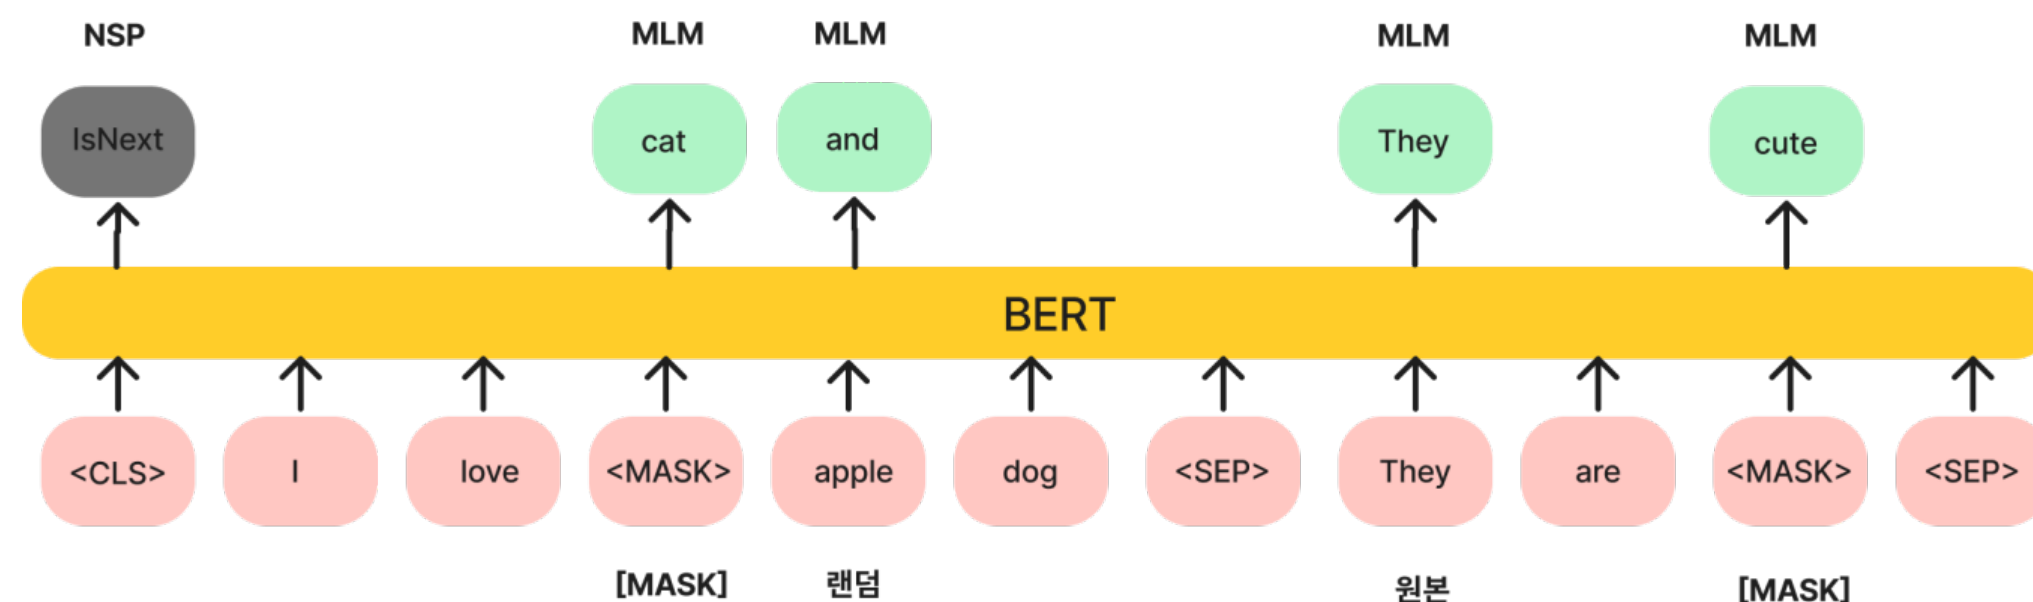 NSP MLM MLM MLM MLM
IsNext cat and They cute
BERT
<CLS> I love <MASK> apple dog <SEP> They are <MASK> <SEP>
[MASK] 랜덤 원본 [MASK]